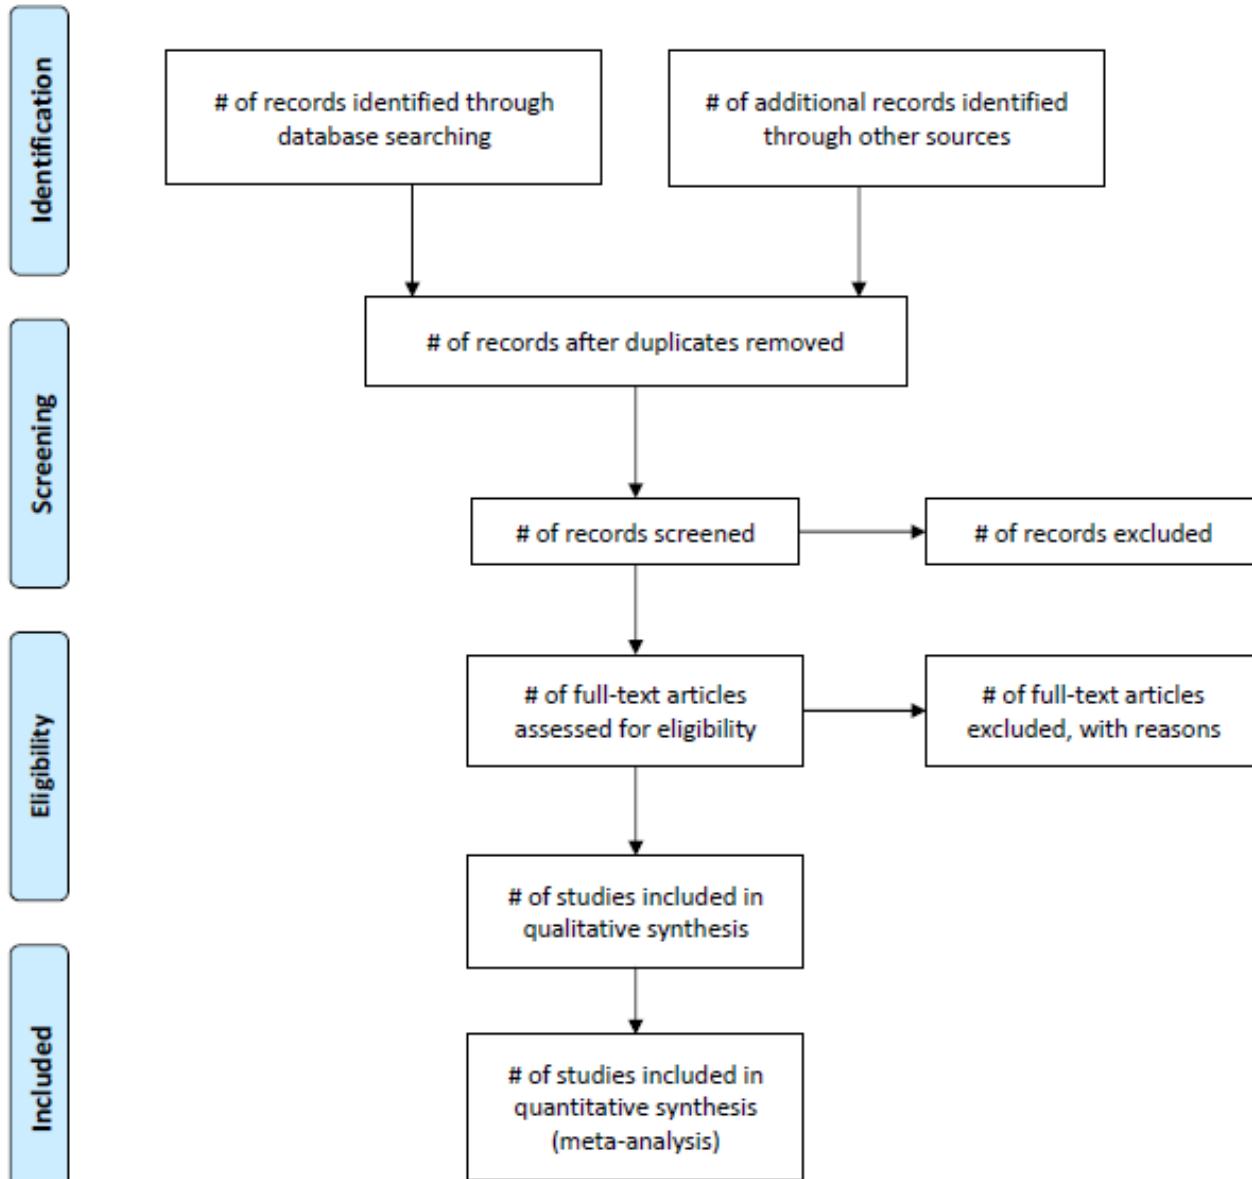 Identification
# of records identified through
database searching
# of additional records identified
through other sources
Screening
# of records after duplicates removed
# of records screened
# of records excluded
Eligibility
# of full-text articles
assessed for eligibility
# of full-text articles
excluded, with reasons
# of studies included in
qualitative synthesis
Included
# of studies included in
quantitative synthesis
(meta-analysis)